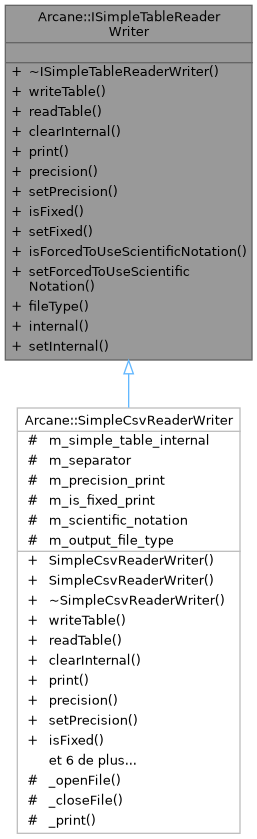 Arcane::ISimpleTableReader
Writer
+ ~ISimpleTableReaderWriter()
+ writeTable()
+ readTable()
+ clearInternal()
+ print()
+ precision()
+ setPrecision()
+ isFixed()
+ setFixed()
+ isForcedToUseScientificNotation()
+ setForcedToUseScientific
Notation()
+ fileType()
+ internal()
+ setInternal()
Arcane::SimpleCsvReaderWriter
# m_simple_table_internal
# m_separator
# m_precision_print
# m_is_fixed_print
# m_scientific_notation
# m_output_file_type
+ SimpleCsvReaderWriter()
+ SimpleCsvReaderWriter()
+ ~SimpleCsvReaderWriter()
+ writeTable()
+ readTable()
+ clearInternal()
+ print()
+ precision()
+ setPrecision()
+ isFixed()
et 6 de plus...
# _openFile()
# _closeFile()
# _print()